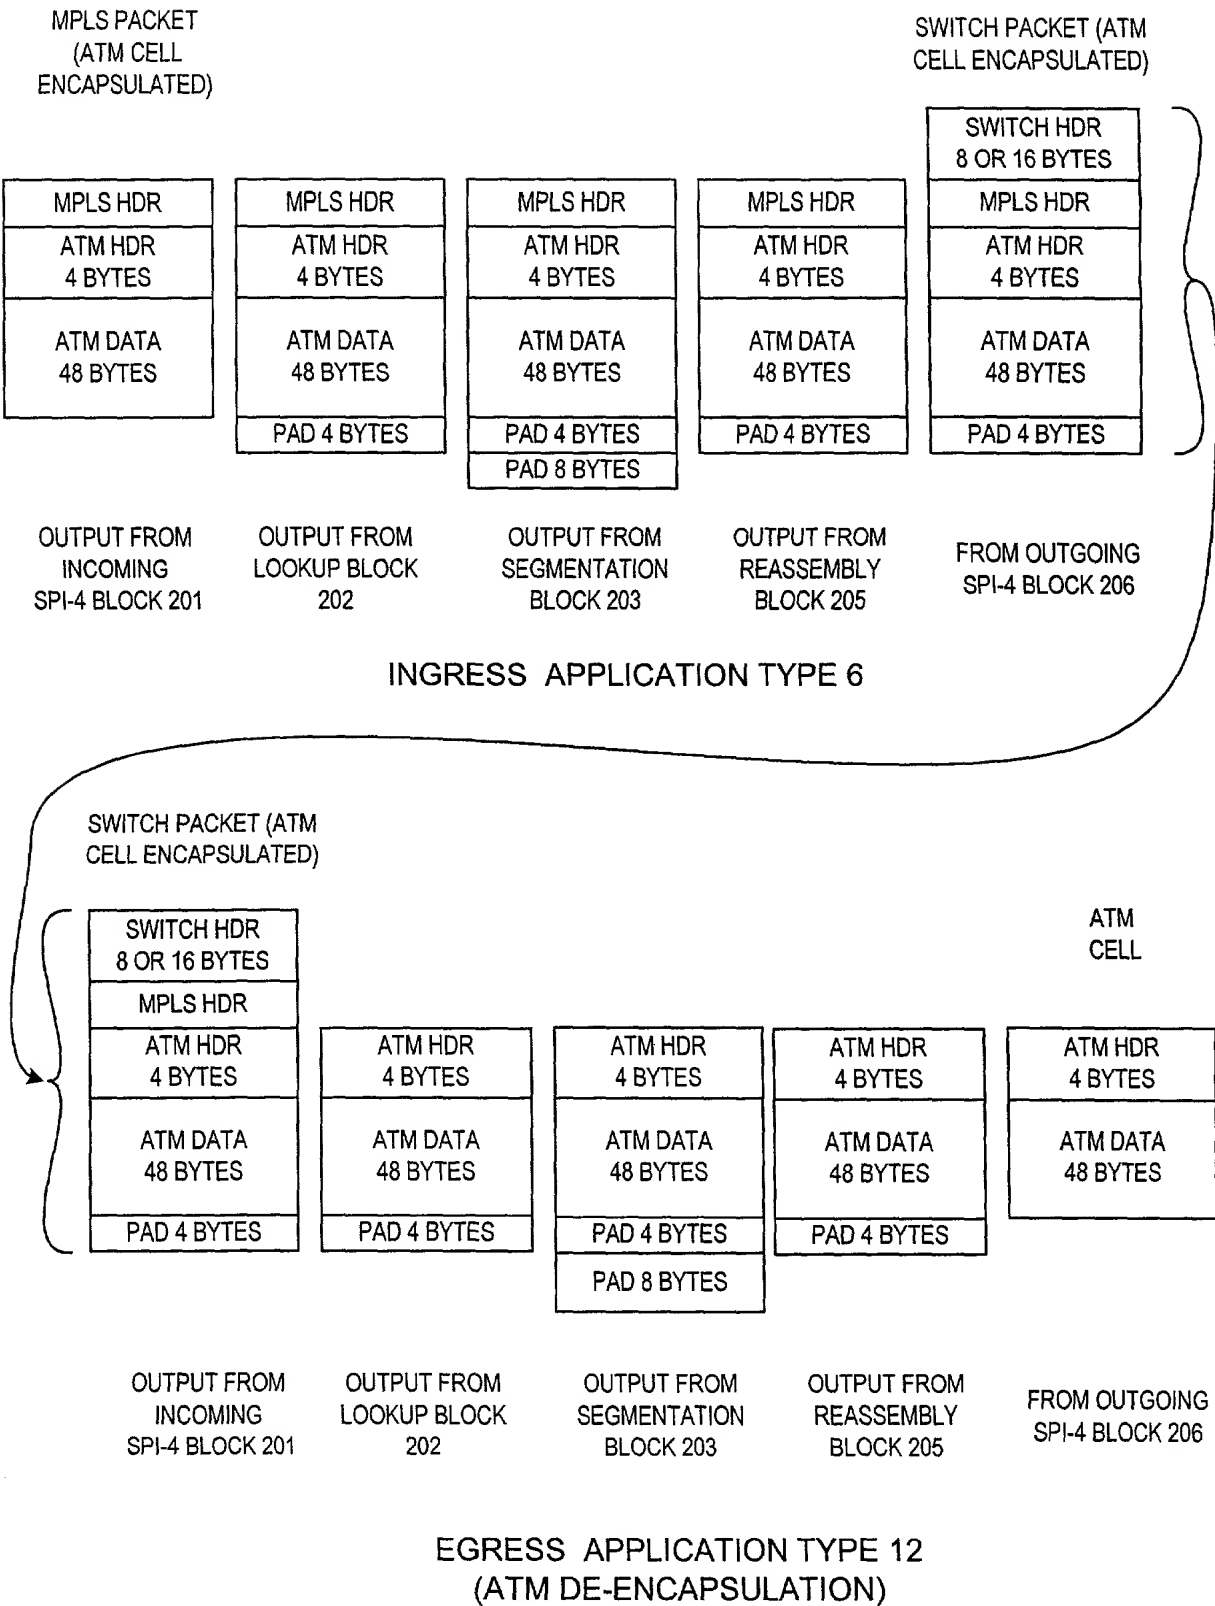 MPLS PACKET
(ATM CELL
ENCAPSULATED)
SWITCH PACKET (ATM
CELL ENCAPSULATED)
MPLS HDR
ATM HDR
4 BYTES
ATM DATA
48 BYTES
MPLS HDR
ATM HDR
4 BYTES
ATM DATA
48 BYTES
PAD 4 BYTES
MPLS HDR
ATM HDR
4 BYTES
ATM DATA
48 BYTES
PAD 4 BYTES
PAD 8 BYTES
MPLS HDR
ATM HDR
4 BYTES
ATM DATA
48 BYTES
PAD 4 BYTES
SWITCH HDR
8 OR 16 BYTES
MPLS HDR
ATM HDR
4 BYTES
ATM DATA
48 BYTES
PAD 4 BYTES
OUTPUT FROM
INCOMING
SPI-4 BLOCK 201
OUTPUT FROM
LOOKUP BLOCK
202
OUTPUT FROM
SEGMENTATION
BLOCK 203
OUTPUT FROM
REASSEMBLY
BLOCK 205
FROM OUTGOING
SPI-4 BLOCK 206
INGRESS APPLICATION TYPE 6
SWITCH PACKET (ATM
CELL ENCAPSULATED)
ATM
CELL
SWITCH HDR
8 OR 16 BYTES
MPLS HDR
ATM HDR
4 BYTES
ATM DATA
48 BYTES
PAD 4 BYTES
ATM HDR
4 BYTES
ATM DATA
48 BYTES
PAD 4 BYTES
ATM HDR
4 BYTES
ATM DATA
48 BYTES
PAD 4 BYTES
PAD 8 BYTES
ATM HDR
4 BYTES
ATM DATA
48 BYTES
PAD 4 BYTES
ATM HDR
4 BYTES
ATM DATA
48 BYTES
OUTPUT FROM
INCOMING
SPI-4 BLOCK 201
OUTPUT FROM
LOOKUP BLOCK
202
OUTPUT FROM
SEGMENTATION
BLOCK 203
OUTPUT FROM
REASSEMBLY
BLOCK 205
FROM OUTGOING
SPI-4 BLOCK 206
EGRESS APPLICATION TYPE 12
(ATM DE-ENCAPSULATION)